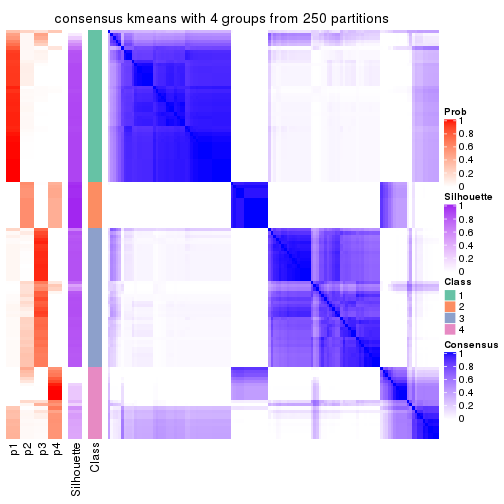 consensus kmeans with 4 groups from 250 partitions
Prob
1
0.8
0.6
0.4
0.2
0
Silhouette
1
0.8
0.6
0.4
0.2
0
Class
1
2
3
4
Consensus
1
0.8
0.6
0.4
0.2
0
p1
p2
p3
p4
Silhouette
Class